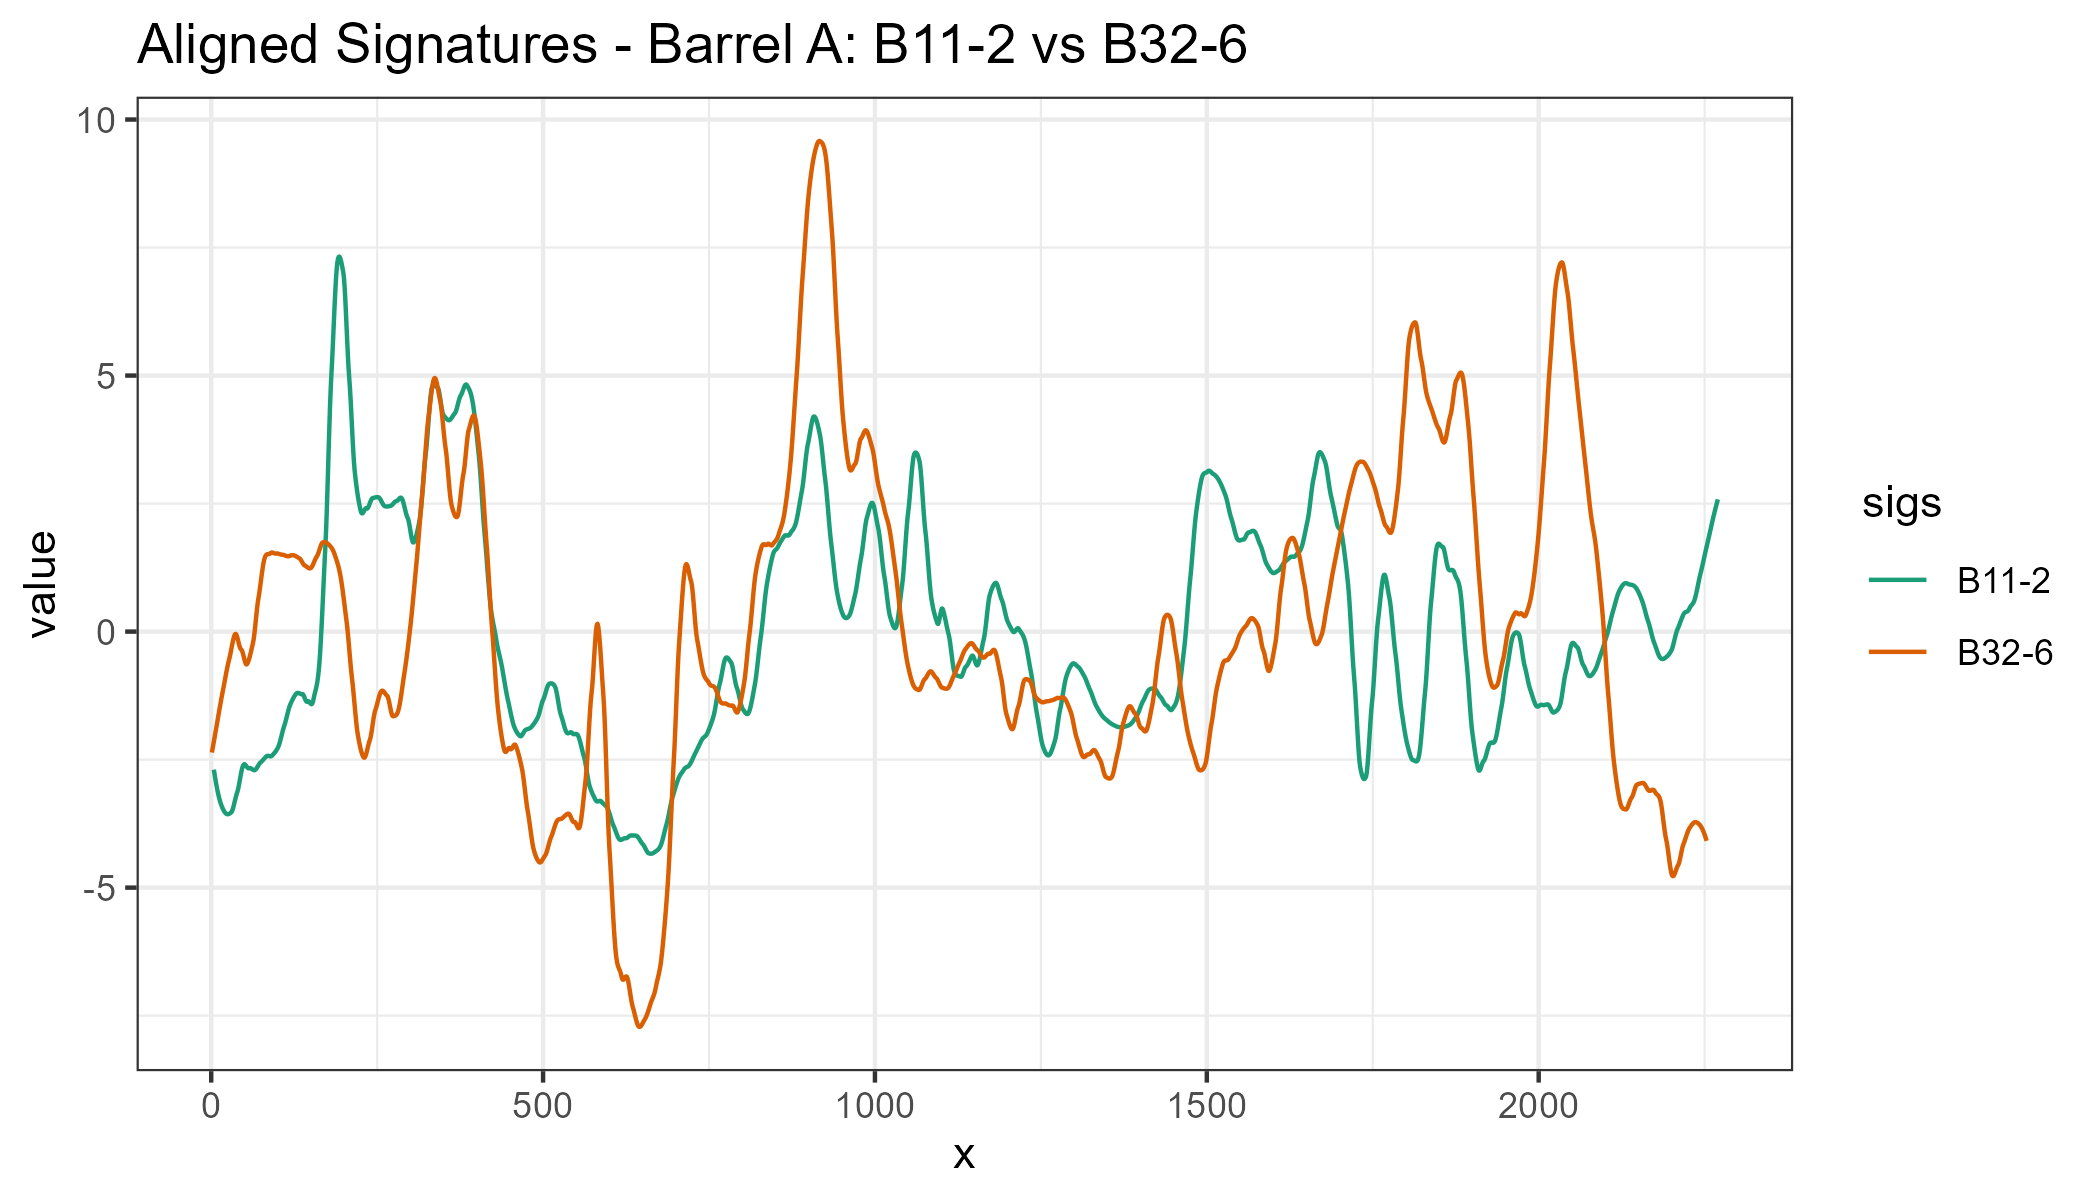 Aligned Signatures - Barrel A: B11-2 vs B32-6
10
5
0
-5
value
0 500 1000 1500 2000
x
sigs
B11-2
B32-6